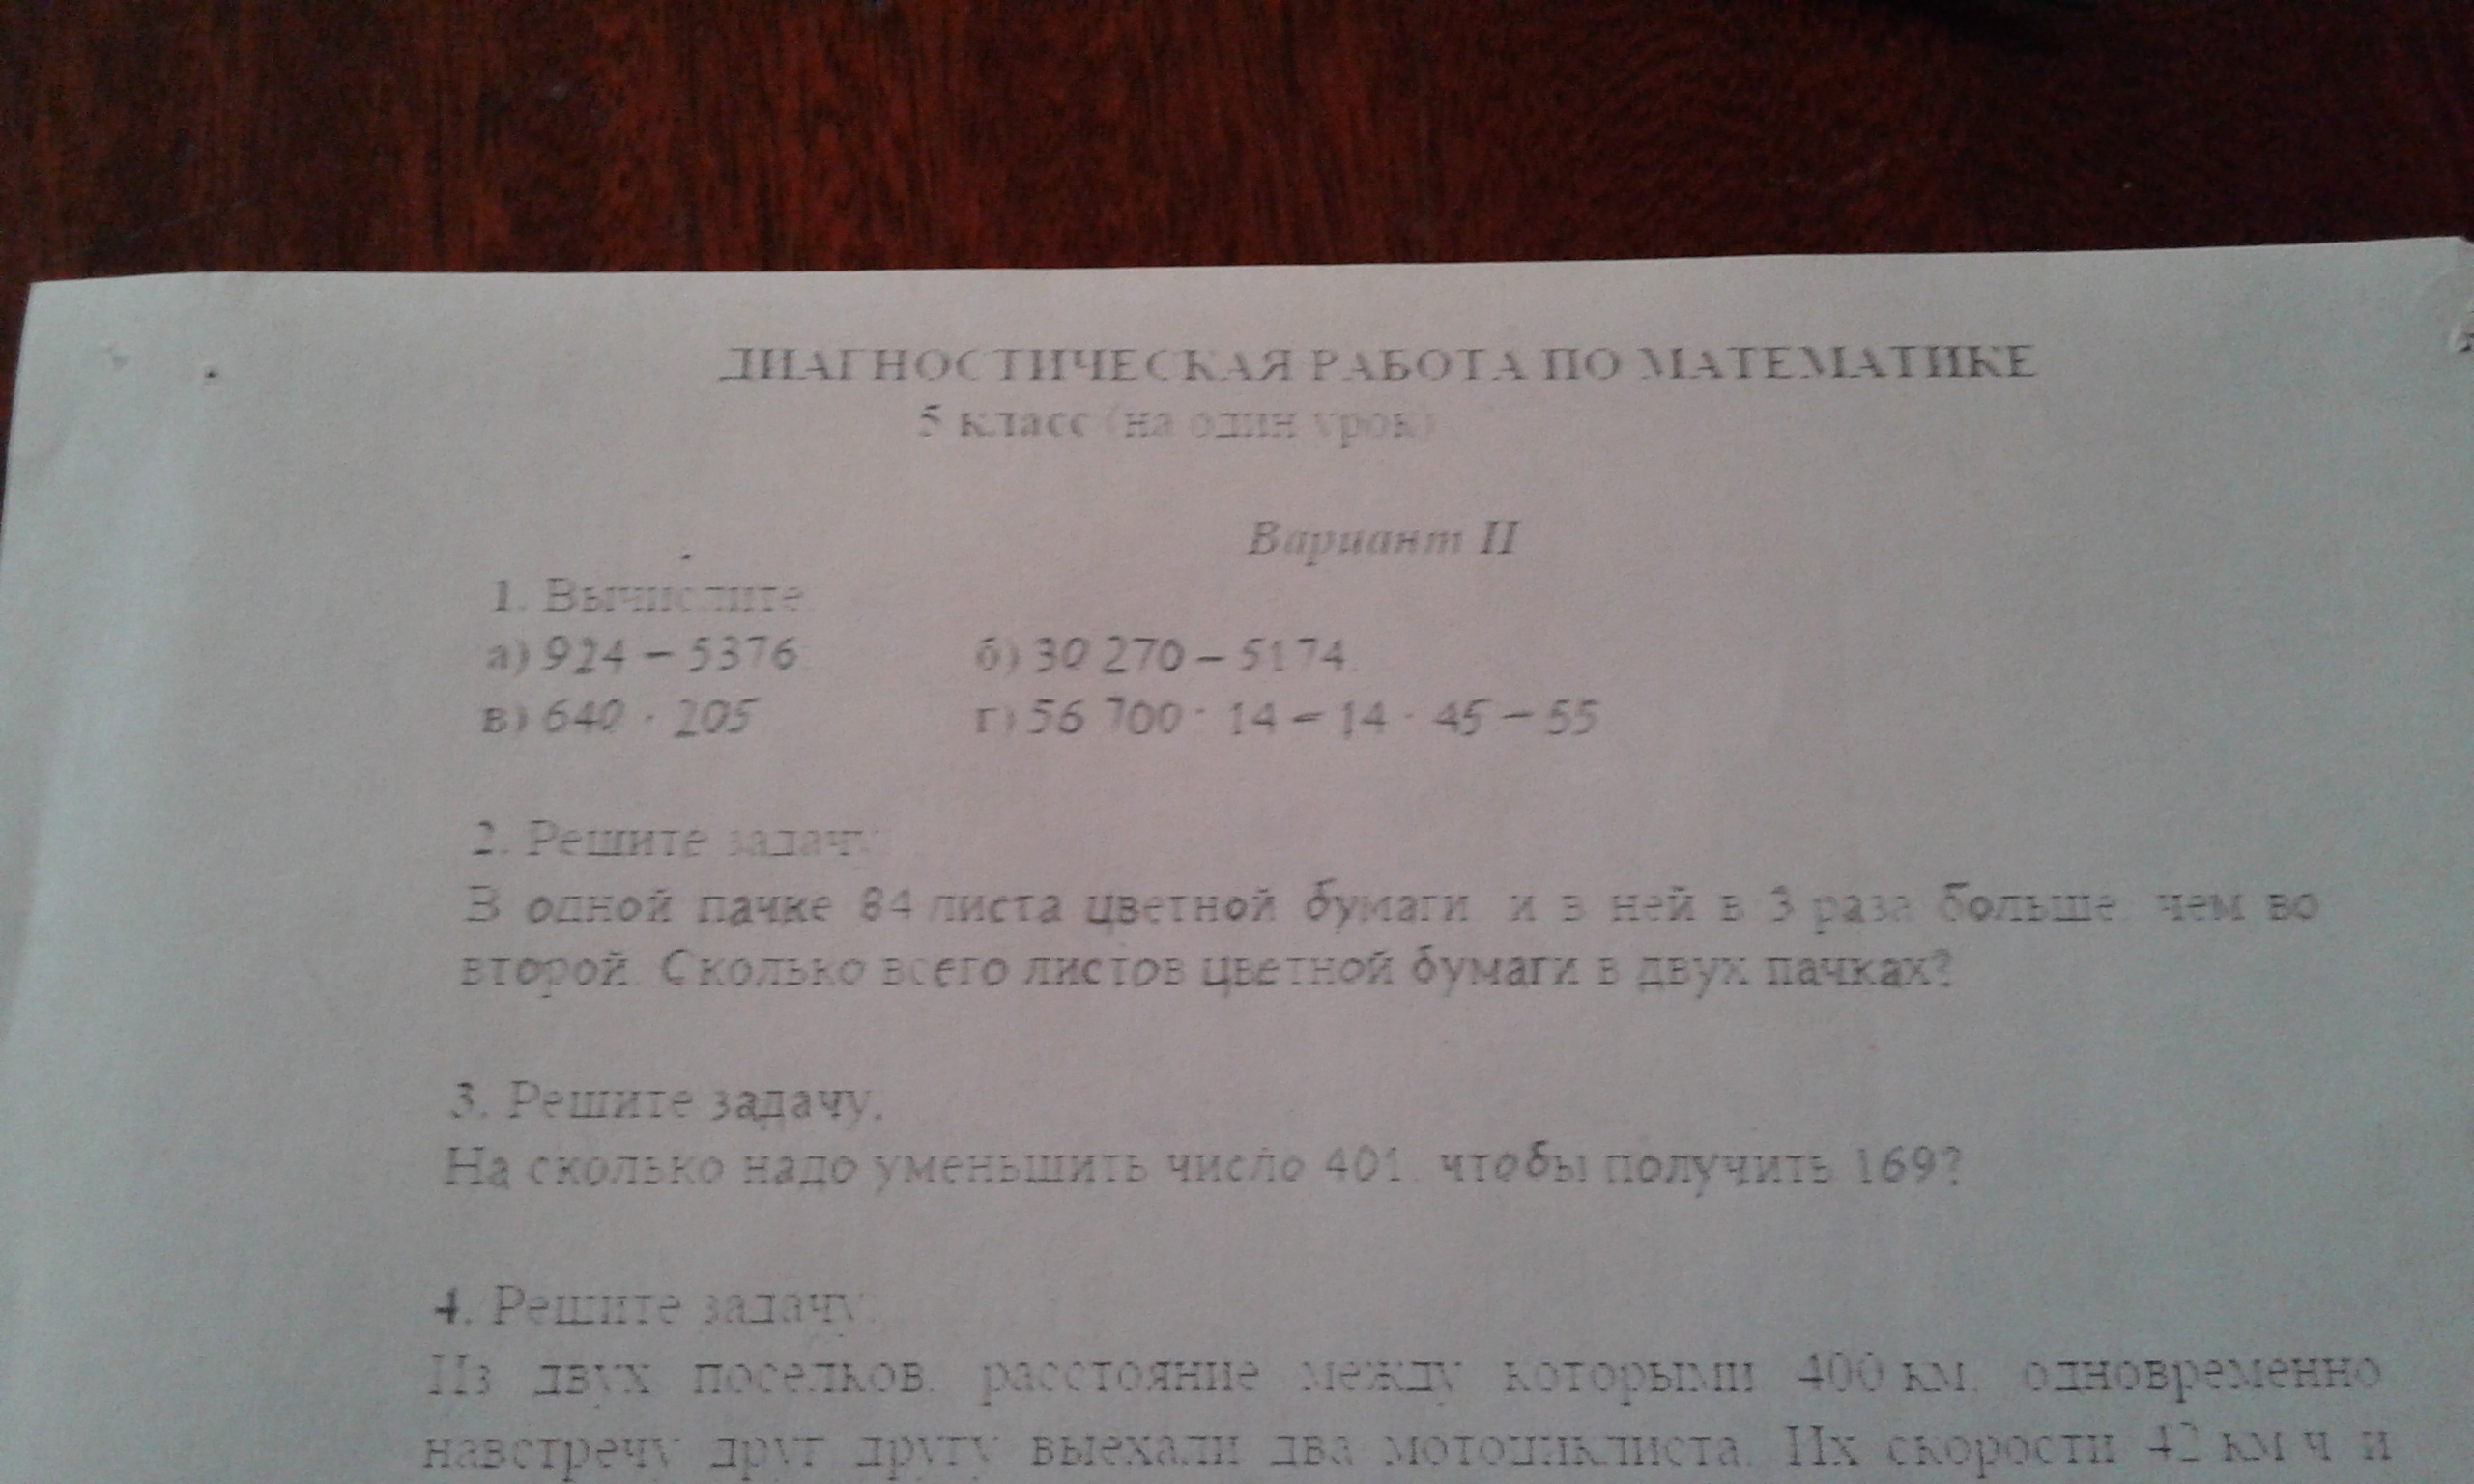 ДИАГНОСТИЧЕСКАЯ РАБОТА ПО МАТЕМАТИКЕ
5 класс (на один урок)
Вариант II
1. Вычислите
а) 924 – 5376 б) 30 270 – 5174.
в) 640 · 205 г) 56 700 · 14 – 14 · 45 – 55
2. Решите задачу
В одной пачке 84 листа цветной бумаги и в ней в 3 раза больше чем во
второй. Сколько всего листов цветной бумаги в двух пачках?
3. Решите задачу.
На сколько надо уменьшить число 401. чтобы получить 169?
4. Решите задачу.
Из двух поселков, расстояние между которыми 400 км, одновременно
навстречу друг другу выехали два мотоциклиста. Их скорости 42 км ч и